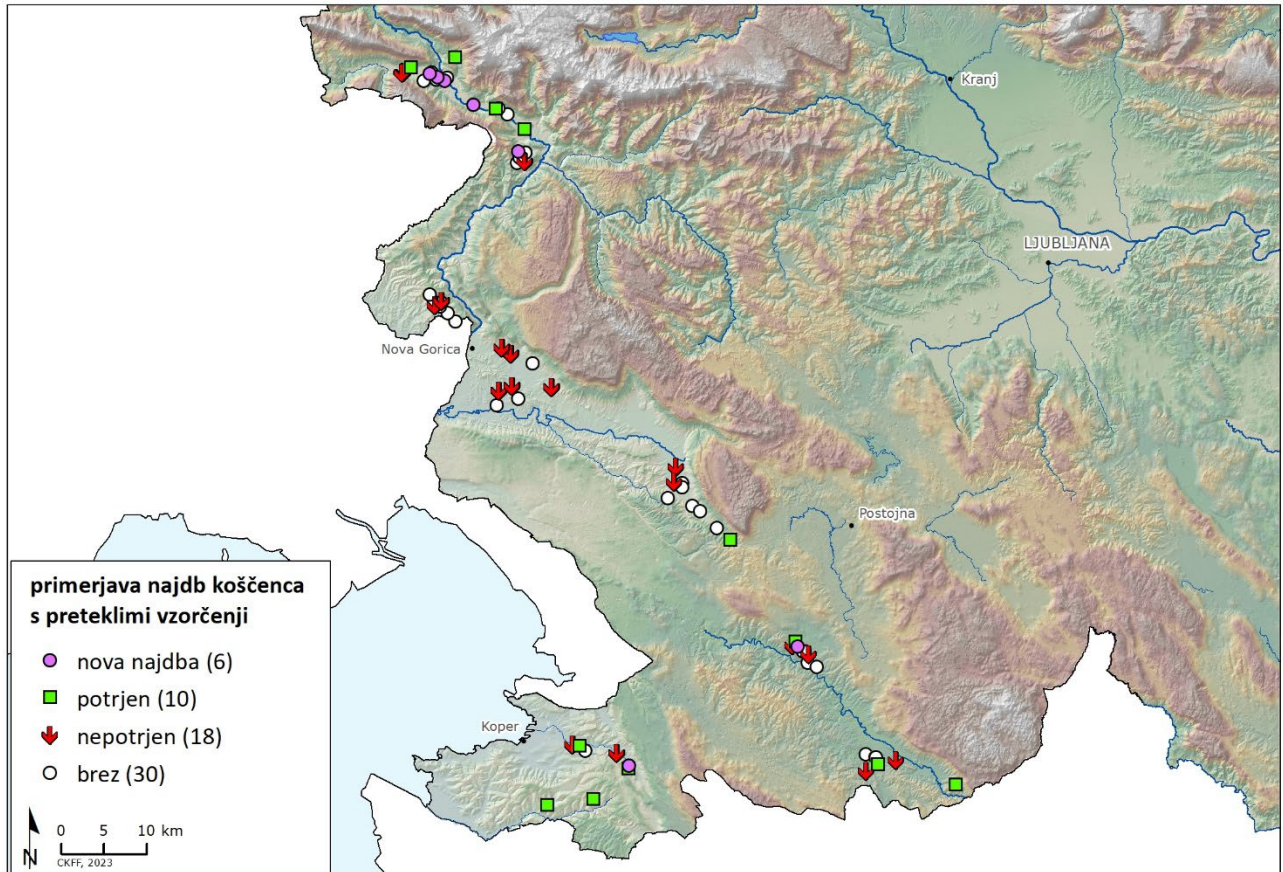 Kranj
LJUBLJANA
Nova Gorica
Postojna
Koper
primerjava najdb koščenca
s preteklimi vzorčenji
nova najdba (6)
potrjen (10)
nepotrjen (18)
brez (30)
0 5 10 km
N
CKFF, 2023